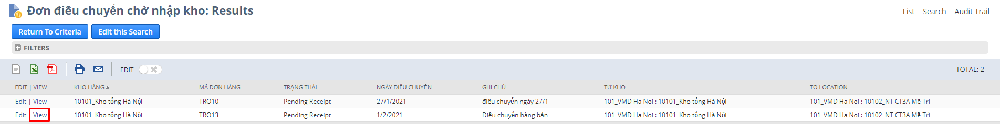 Đơn điều chuyển chờ nhập kho: Results
List Search Audit Trail
Return To Criteria Edit this Search
FILTERS
EDIT TOTAL: 2
EDIT | VIEW KHO HÀNG MÃ ĐƠN HÀNG TRẠNG THÁI NGÀY ĐIỀU CHUYỂN GHI CHÚ TỪ KHO TO LOCATION
Edit | View 10101_Kho tổng Hà Nội TRO10 Pending Receipt 27/1/2021 điều chuyển ngày 27/1 101_VMD Ha Noi : 10101_Kho tổng Hà Nội 101_VMD Ha Noi : 10102_NT CT3A Mễ Trì
Edit View 10101_Kho tổng Hà Nội TRO13 Pending Receipt 1/2/2021 Điều chuyển hàng bán 101_VMD Ha Noi : 10101_Kho tổng Hà Nội 101_VMD Ha Noi : 10102_NT CT3A Mễ Trì